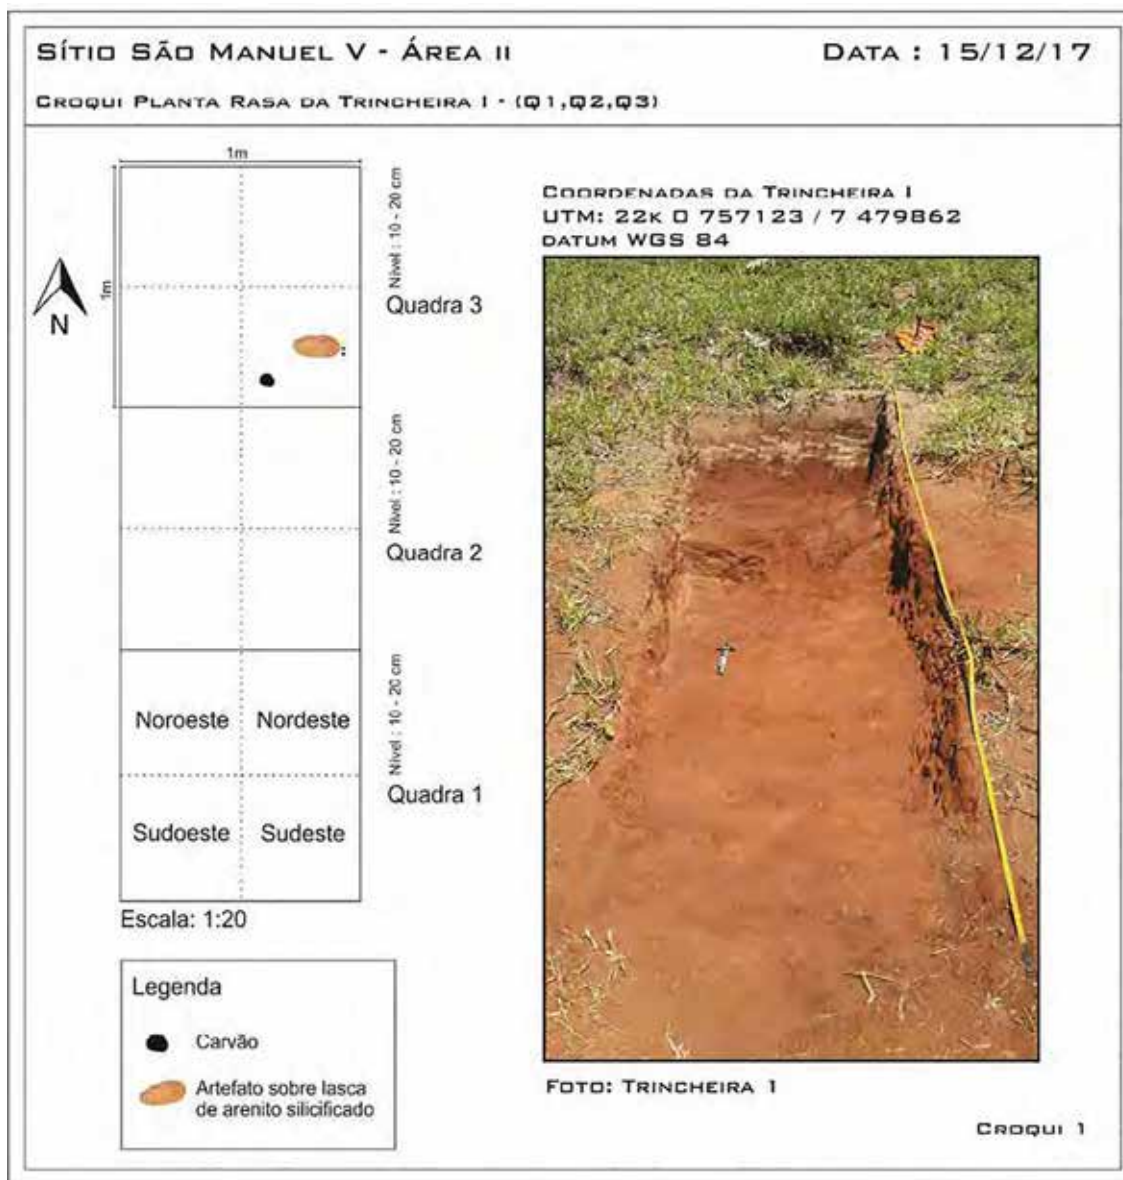 SÍTIO SÃO MANUEL V - ÁREA II
DATA : 15/12/17
CROQUI PLANTA RASA DA TRINCHEIRA I - (Q1,Q2,Q3)
1m
1m
N
Nível : 10 - 20 cm
Quadra 3
Nível : 10 - 20 cm
Quadra 2
Nível : 10 - 20 cm
Quadra 1
Noroeste Nordeste
Sudoeste Sudeste
Escala: 1:20
Legenda
Carvão
Artefato sobre lasca
de arenito silicificado
COORDENADAS DA TRINCHEIRA I
UTM: 22K 0 757123 / 7 479862
DATUM WGS 84
FOTO: TRINCHEIRA 1
CROQUI 1